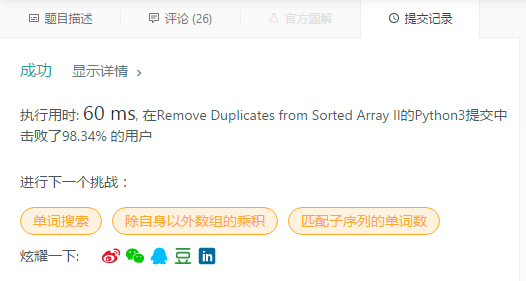 题目描述 评论 (26) 官方题解 提交记录
成功 显示详情 >
执行用时: 60 ms, 在Remove Duplicates from Sorted Array II的Python3提交中
击败了98.34% 的用户
进行下一个挑战：
单词搜索 除自身以外数组的乘积 匹配子序列的单词数
炫耀一下: 豆 in